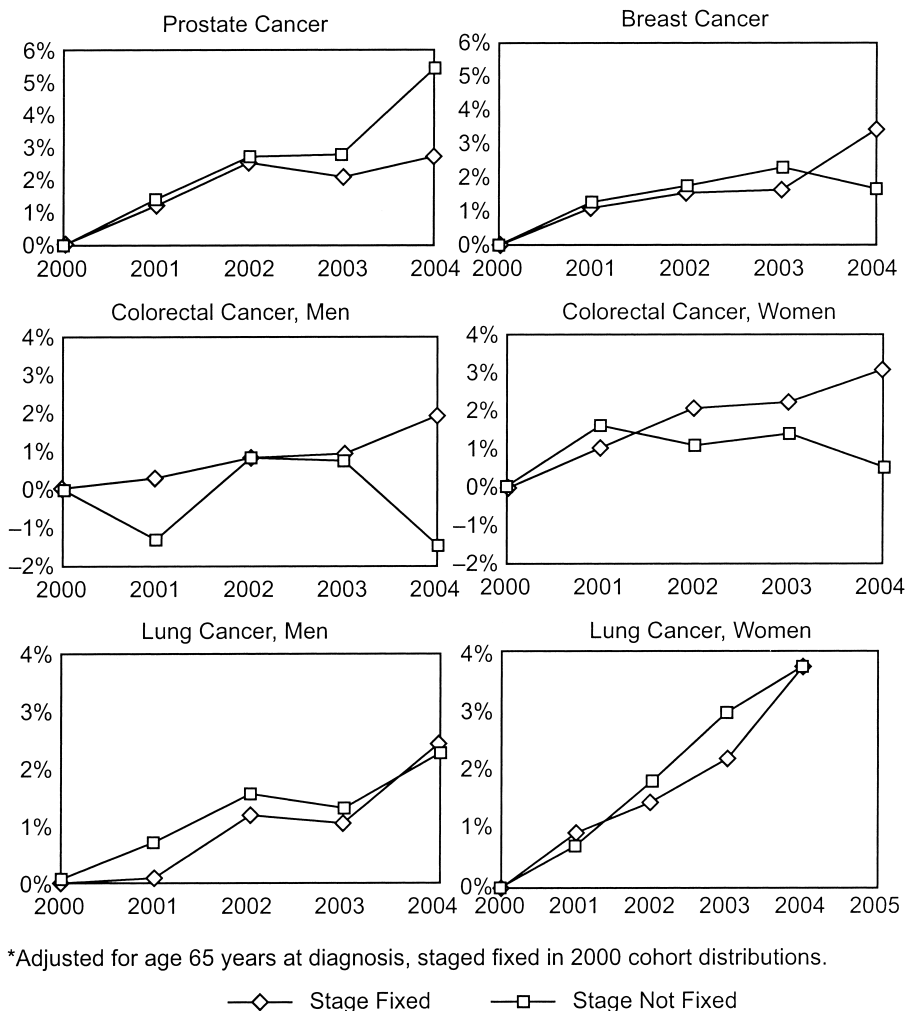 Prostate Cancer
6%
5%
4%
3%
2%
1%
0%
2000 2001 2002 2003 2004
Breast Cancer
6%
5%
4%
3%
2%
1%
0%
2000 2001 2002 2003 2004
Colorectal Cancer, Men
4%
3%
2%
1%
0%
–1%
–2%
2000 2001 2002 2003 2004
Colorectal Cancer, Women
4%
3%
2%
1%
0%
–1%
–2%
2000 2001 2002 2003 2004
Lung Cancer, Men
4%
3%
2%
1%
0%
2000 2001 2002 2003 2004
Lung Cancer, Women
4%
3%
2%
1%
0%
2000 2001 2002 2003 2004 2005
*Adjusted for age 65 years at diagnosis, staged fixed in 2000 cohort distributions.
Stage Fixed Stage Not Fixed